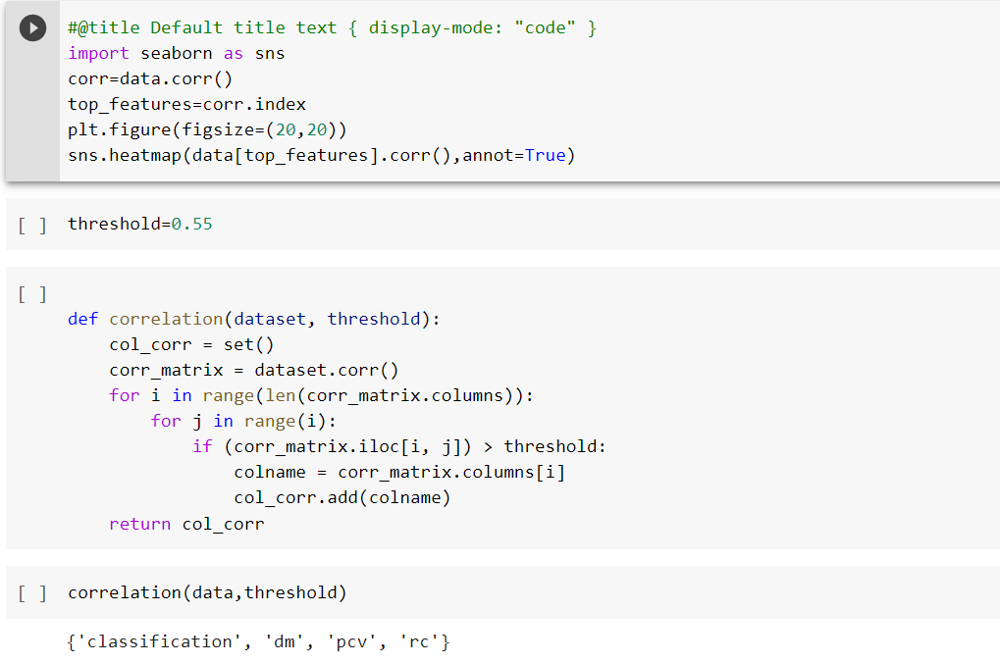 #@title Default title text { display-mode: "code" }
import seaborn as sns
corr=data.corr()
top_features=corr.index
plt.figure(figsize=(20,20))
sns.heatmap(data[top_features].corr(),annot=True)
[ ] threshold=0.55
[ ]
def correlation(dataset, threshold):
    col_corr = set()
    corr_matrix = dataset.corr()
    for i in range(len(corr_matrix.columns)):
        for j in range(i):
            if (corr_matrix.iloc[i, j]) > threshold:
                colname = corr_matrix.columns[i]
                col_corr.add(colname)
    return col_corr
[ ] correlation(data,threshold)
{'classification', 'dm', 'pcv', 'rc'}